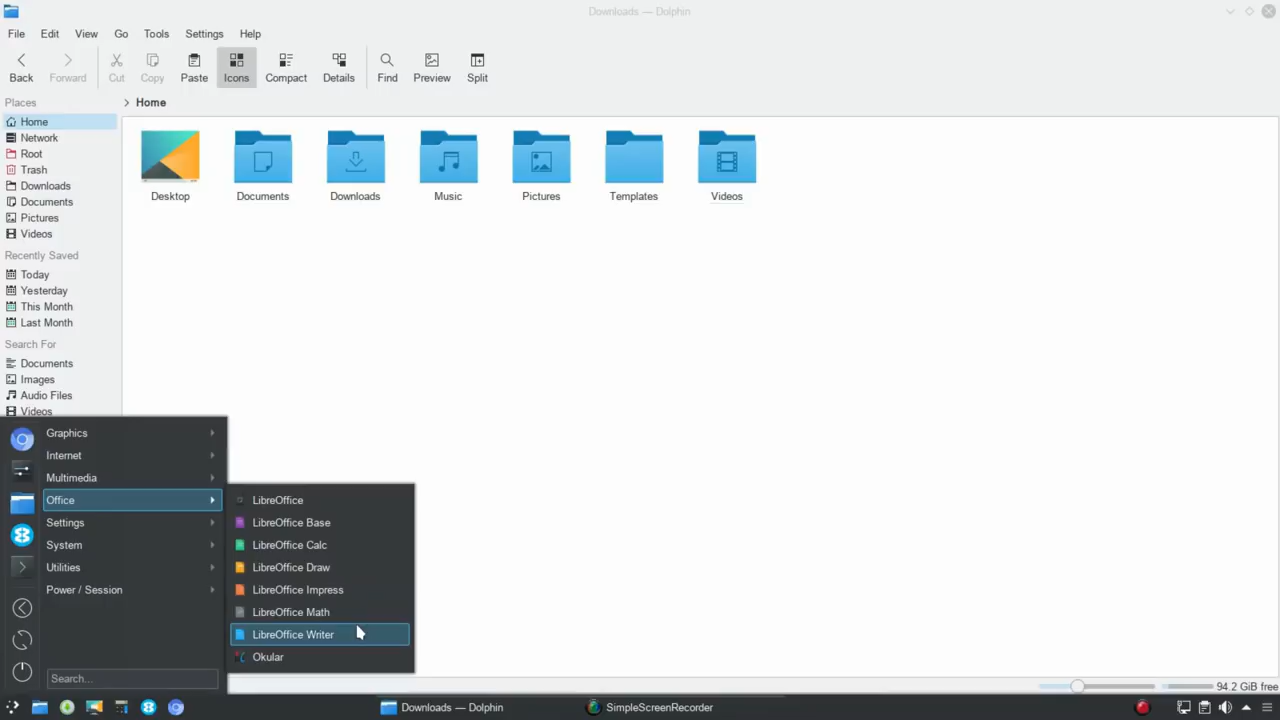 Downloads — Dolphin
File Edit View Go Tools Settings Help
Back Forward Cut Copy Paste Icons Compact Details Find Preview Split
Places
Home
Network
Root
Trash
Downloads
Documents
Pictures
Videos
Recently Saved
Today
Yesterday
This Month
Last Month
Search For
Documents
Images
Audio Files
Videos
Home
Desktop Documents Downloads Music Pictures Templates Videos
Graphics
Internet
Multimedia
Office
Settings
System
Utilities
Power / Session
Search...
LibreOffice
LibreOffice Base
LibreOffice Calc
LibreOffice Draw
LibreOffice Impress
LibreOffice Math
LibreOffice Writer
Okular
94.2 GiB free
Downloads — Dolphin SimpleScreenRecorder